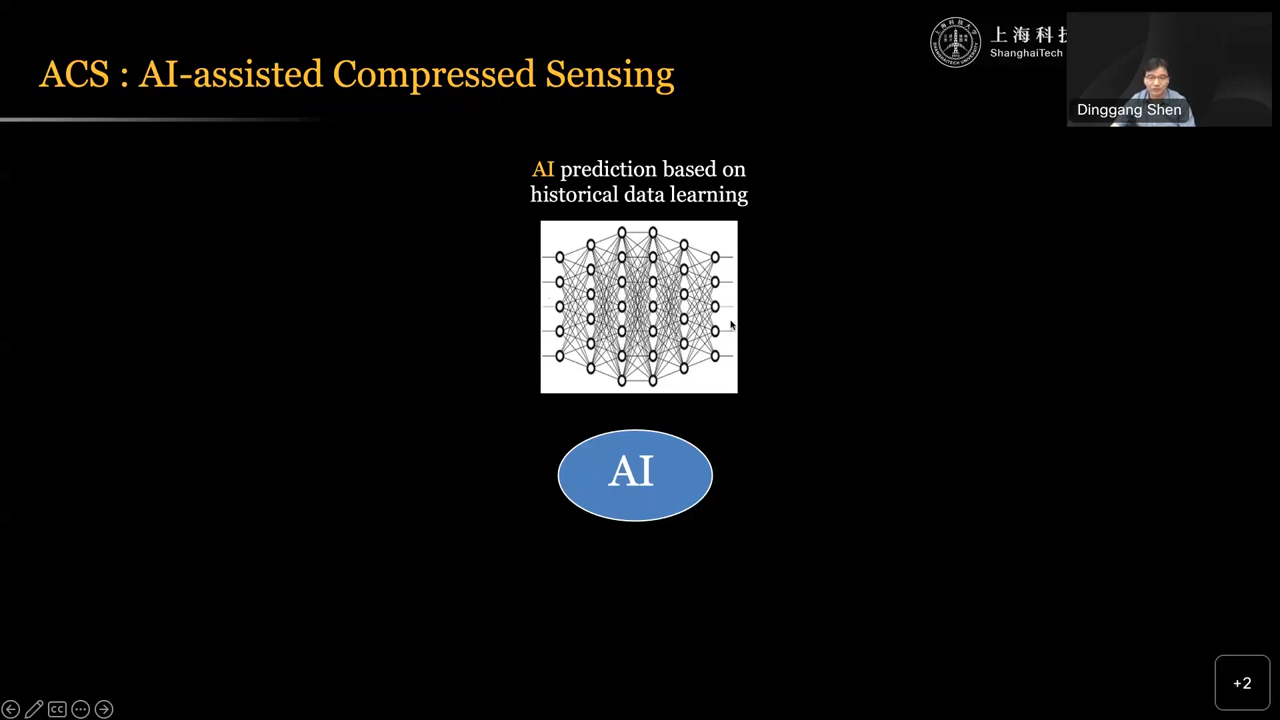 ACS : AI-assisted Compressed Sensing
上海科技
ShanghaiTech
Dinggang Shen
AI prediction based on
historical data learning
AI
CC
+2